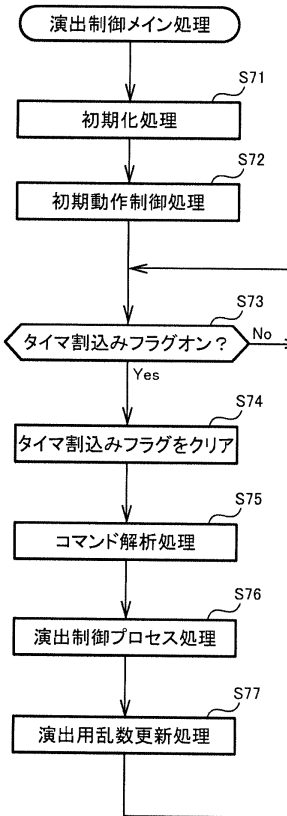 演出制御メイン処理
S71
初期化処理
S72
初期動作制御処理
S73
タイマ割込みフラグオン?
No
Yes
S74
タイマ割込みフラグをクリア
S75
コマンド解析処理
S76
演出制御プロセス処理
S77
演出用乱数更新処理